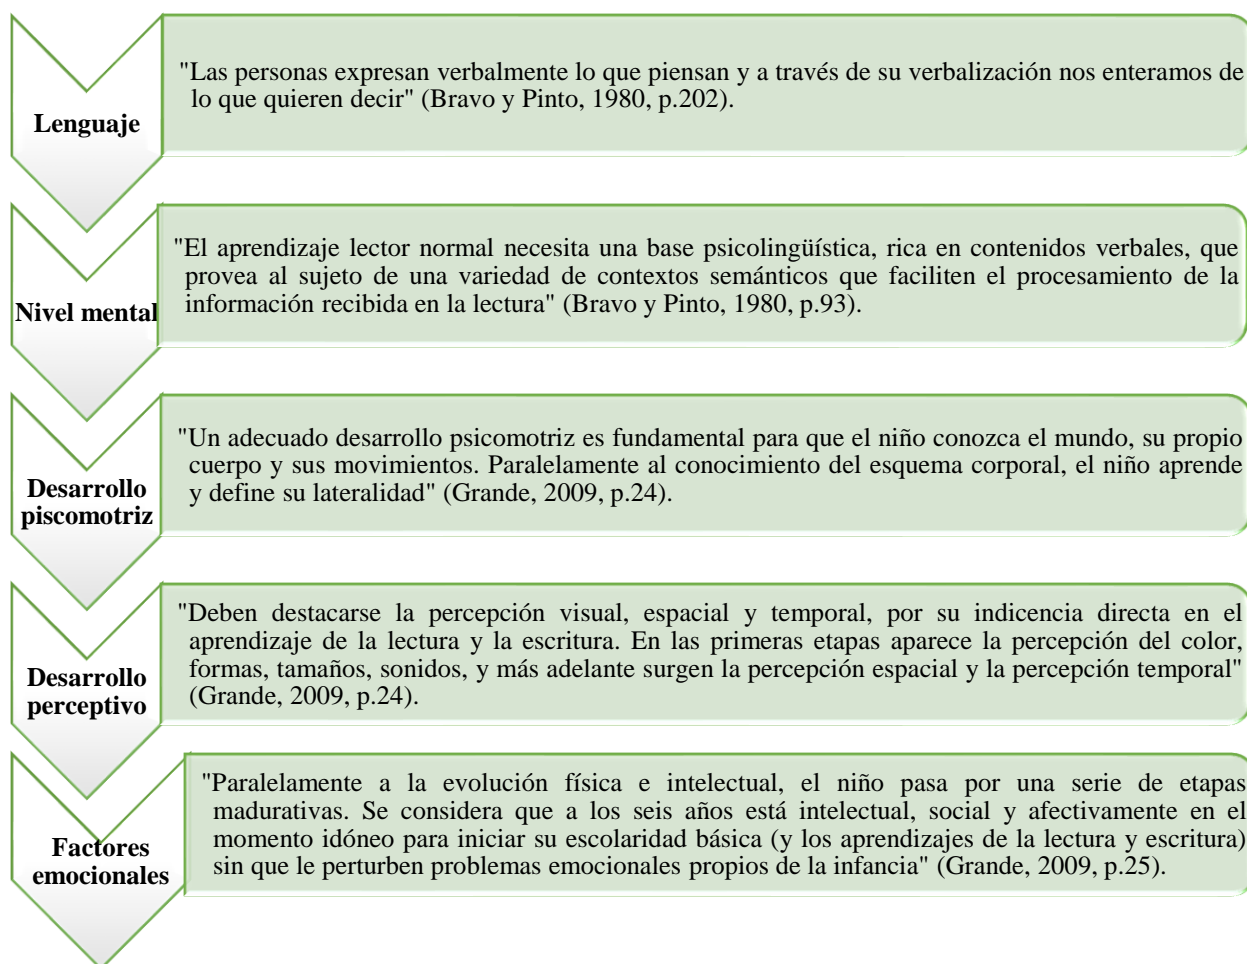 "Las personas expresan verbalmente lo que piensan y a través de su verbalización nos enteramos de
lo que quieren decir" (Bravo y Pinto, 1980, p.202).
Lenguaje
"El aprendizaje lector normal necesita una base psicolingüística, rica en contenidos verbales, que
provea al sujeto de una variedad de contextos semánticos que faciliten el procesamiento de la
información recibida en la lectura" (Bravo y Pinto, 1980, p.93).
Nivel mental
"Un adecuado desarrollo psicomotriz es fundamental para que el niño conozca el mundo, su propio
cuerpo y sus movimientos. Paralelamente al conocimiento del esquema corporal, el niño aprende
y define su lateralidad" (Grande, 2009, p.24).
Desarrollo
piscomotriz
"Deben destacarse la percepción visual, espacial y temporal, por su indicencia directa en el
aprendizaje de la lectura y la escritura. En las primeras etapas aparece la percepción del color,
formas, tamaños, sonidos, y más adelante surgen la percepción espacial y la percepción temporal"
(Grande, 2009, p.24).
Desarrollo
perceptivo
"Paralelamente a la evolución física e intelectual, el niño pasa por una serie de etapas
madurativas. Se considera que a los seis años está intelectual, social y afectivamente en el
momento idóneo para iniciar su escolaridad básica (y los aprendizajes de la lectura y escritura)
sin que le perturben problemas emocionales propios de la infancia" (Grande, 2009, p.25).
Factores
emocionales